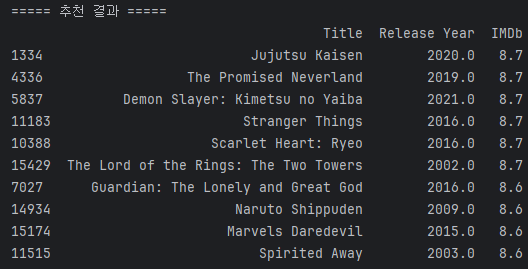 ===== 추천 결과 =====
Title Release Year IMDb
1334 Jujutsu Kaisen 2020.0 8.7
4336 The Promised Neverland 2019.0 8.7
5837 Demon Slayer: Kimetsu no Yaiba 2021.0 8.7
11183 Stranger Things 2016.0 8.7
10388 Scarlet Heart: Ryeo 2016.0 8.7
15429 The Lord of the Rings: The Two Towers 2002.0 8.7
7027 Guardian: The Lonely and Great God 2016.0 8.6
14934 Naruto Shippuden 2009.0 8.6
15174 Marvels Daredevil 2015.0 8.6
11515 Spirited Away 2003.0 8.6